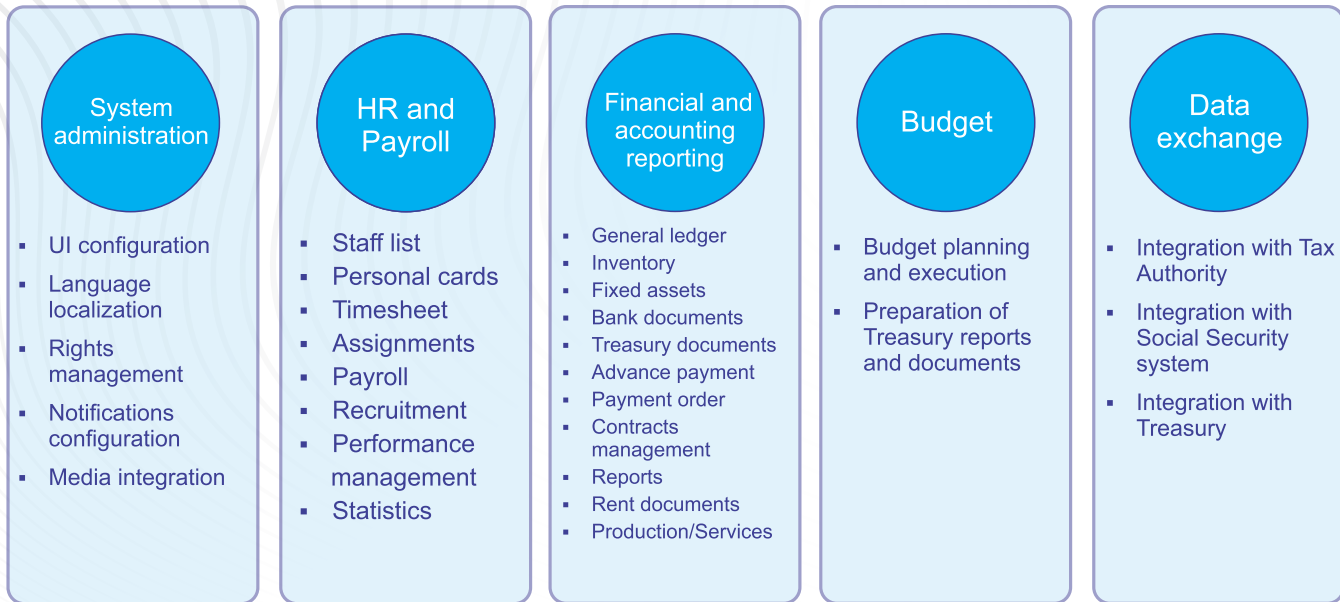 System
administration
▪ UI configuration
▪ Language
localization
▪ Rights
management
▪ Notifications
configuration
▪ Media integration
HR and
Payroll
▪ Staff list
▪ Personal cards
▪ Timesheet
▪ Assignments
▪ Payroll
▪ Recruitment
▪ Performance
management
▪ Statistics
Financial and
accounting
reporting
▪ General ledger
▪ Inventory
▪ Fixed assets
▪ Bank documents
▪ Treasury documents
▪ Advance payment
▪ Payment order
▪ Contracts
management
▪ Reports
▪ Rent documents
▪ Production/Services
Budget
▪ Budget planning
and execution
▪ Preparation of
Treasury reports
and documents
Data
exchange
▪ Integration with Tax
Authority
▪ Integration with
Social Security
system
▪ Integration with
Treasury